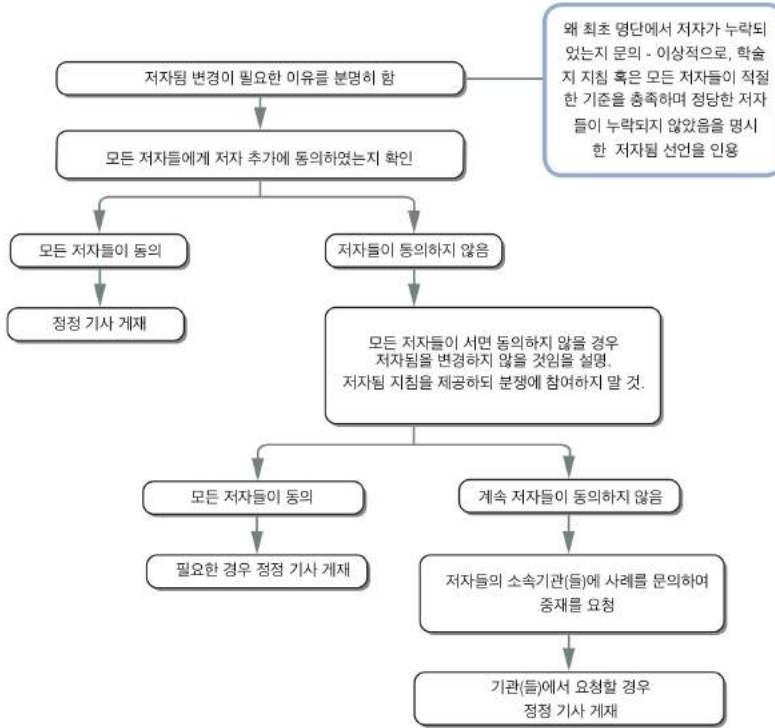 저자됨 변경이 필요한 이유를 분명히 함
왜 최초 명단에서 저자가 누락되
었는지 문의 - 이상적으로, 학술
지 지침 혹은 모든 저자들이 적절
한 기준을 충족하며 정당한 저자
들이 누락되지 않았음을 명시
한 저자됨 선언을 인용
모든 저자들에게 저자 추가에 동의하였는지 확인
모든 저자들이 동의
저자들이 동의하지 않음
정정 기사 게재
모든 저자들이 서면 동의하지 않을 경우
저자됨을 변경하지 않을 것임을 설명.
저자됨 지침을 제공하되 분쟁에 참여하지 말 것.
모든 저자들이 동의
계속 저자들이 동의하지 않음
필요한 경우 정정 기사 게재
저자들의 소속기관(들)에 사례를 문의하여
중재를 요청
기관(들)에서 요청할 경우
정정 기사 게재